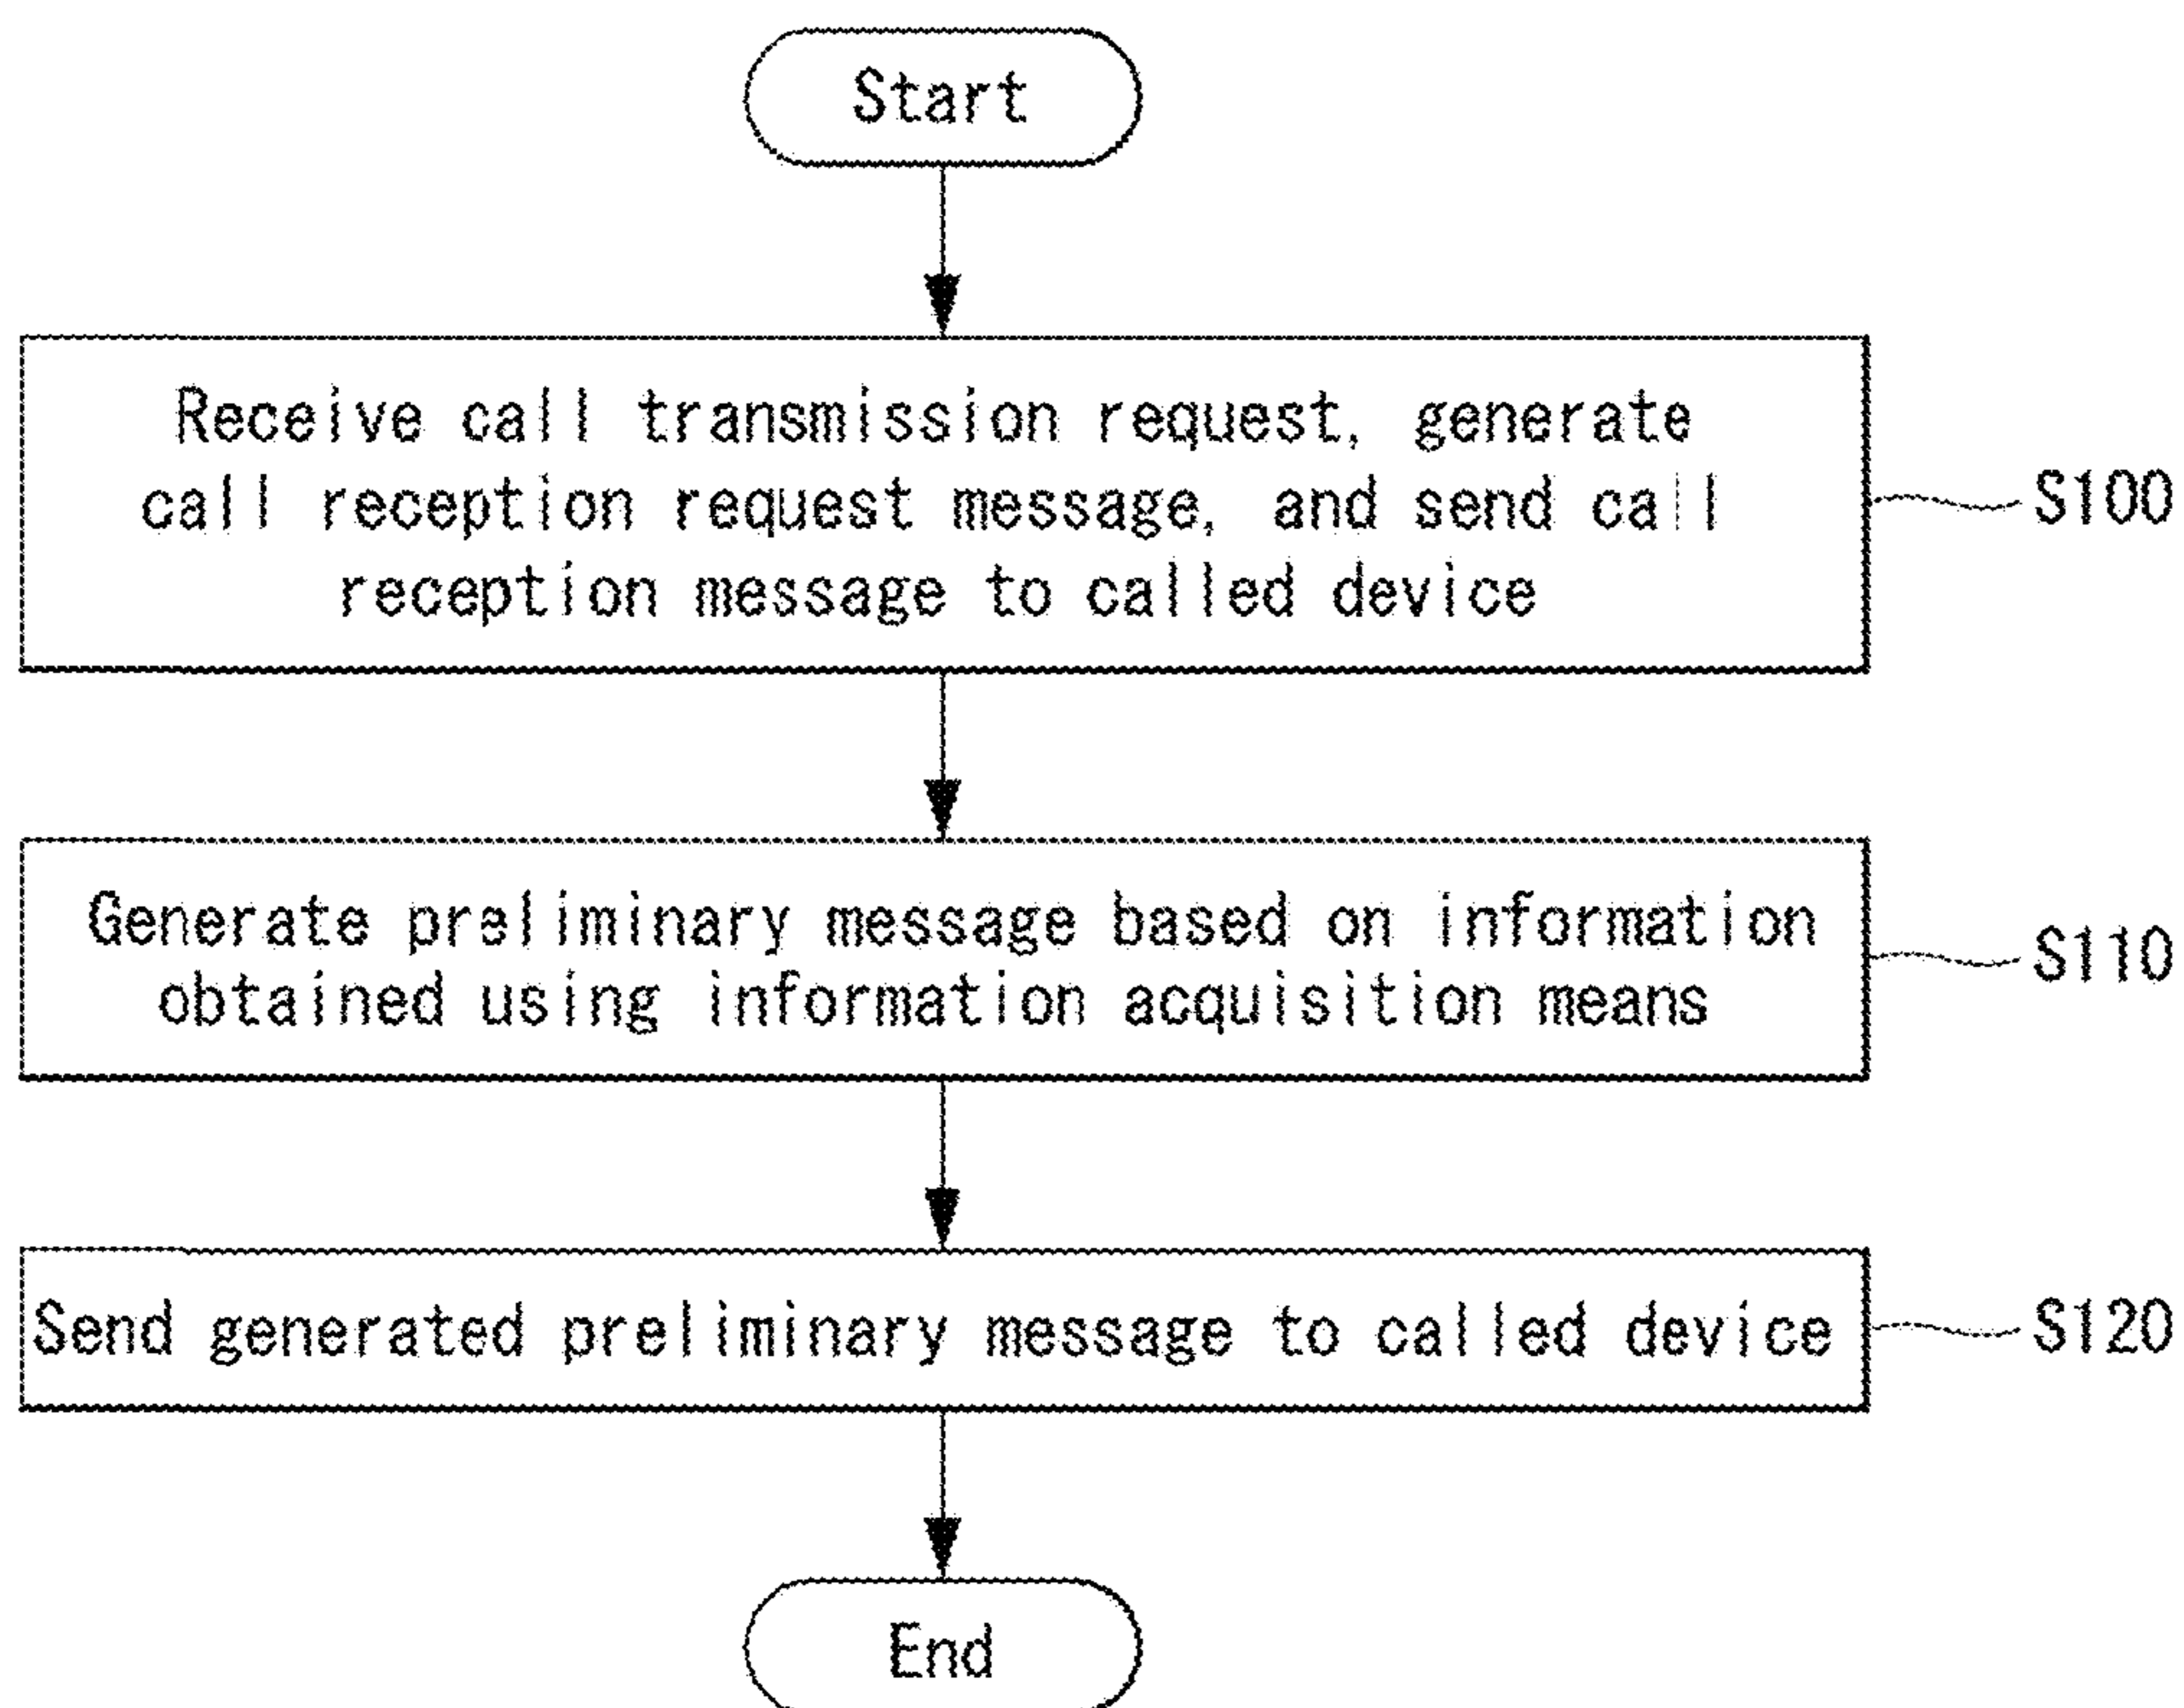 Start
Receive call transmission request, generate
call reception request message, and send call
reception message to called device
S100
Generate preliminary message based on information
obtained using information acquisition means
S110
Send generated preliminary message to called device
S120
End